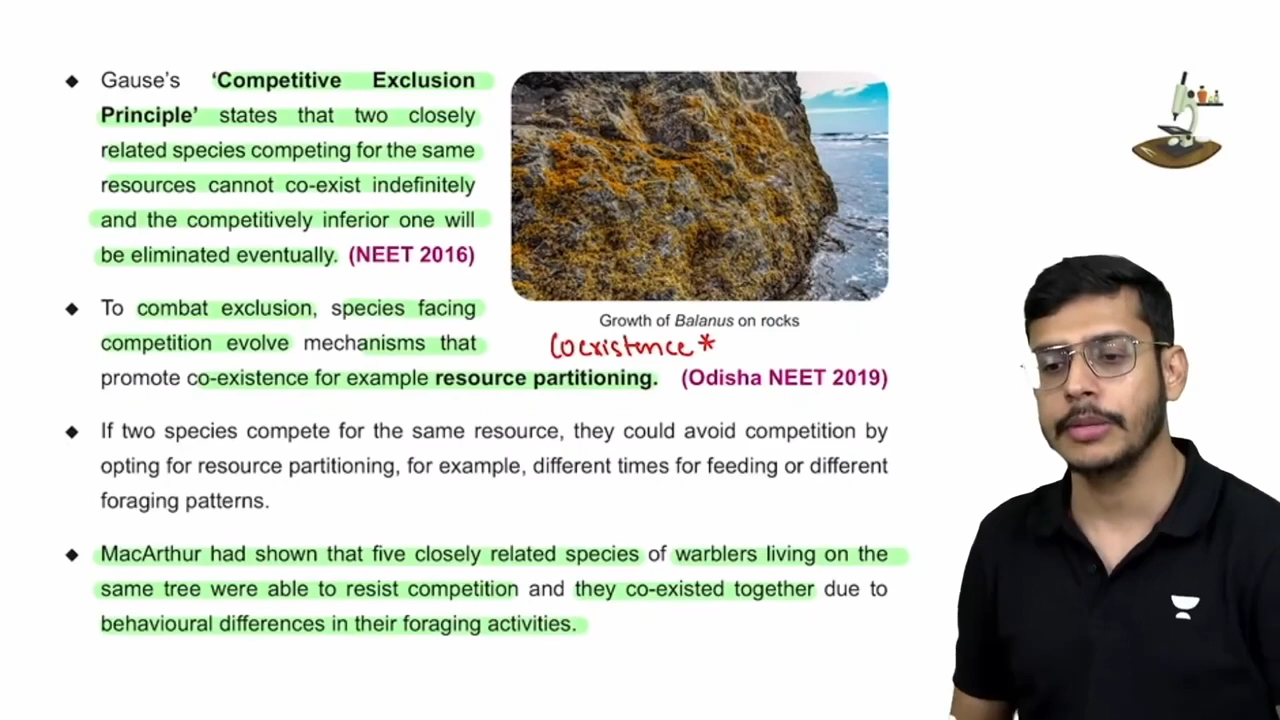 ◆ Gause's 'Competitive Exclusion
Principle' states that two closely
related species competing for the same
resources cannot co-exist indefinitely
and the competitively inferior one will
be eliminated eventually. (NEET 2016)
Growth of Balanus on rocks
◆ To combat exclusion, species facing
competition evolve mechanisms that
Coexistence *
promote co-existence for example resource partitioning. (Odisha NEET 2019)
◆ If two species compete for the same resource, they could avoid competition by
opting for resource partitioning, for example, different times for feeding or different
foraging patterns.
◆ MacArthur had shown that five closely related species of warblers living on the
same tree were able to resist competition and they co-existed together due to
behavioural differences in their foraging activities.